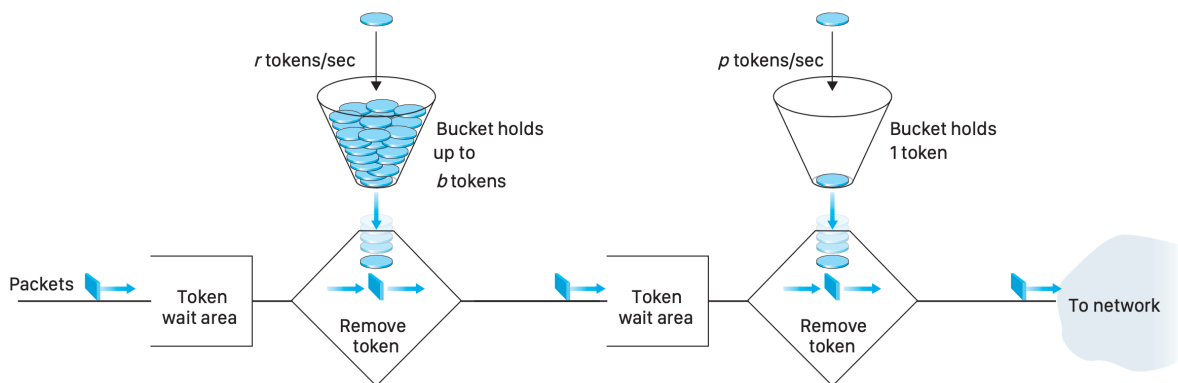 r tokens/sec
p tokens/sec
Bucket holds
up to
b tokens
Bucket holds
1 token
Packets
Token
wait area
Remove
token
Token
wait area
Remove
token
To network